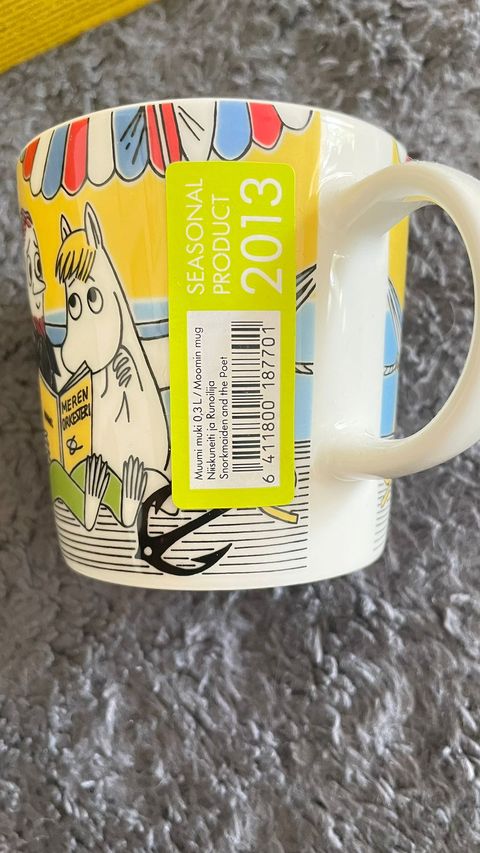 SEASONAL
PRODUCT
2013
Muumi muki 0,3 L / Moomin mug
Niiskuneiti ja Runoilija
Snorkmaiden and the Poet
6 411800 187701
MEREN
ORKESTERI